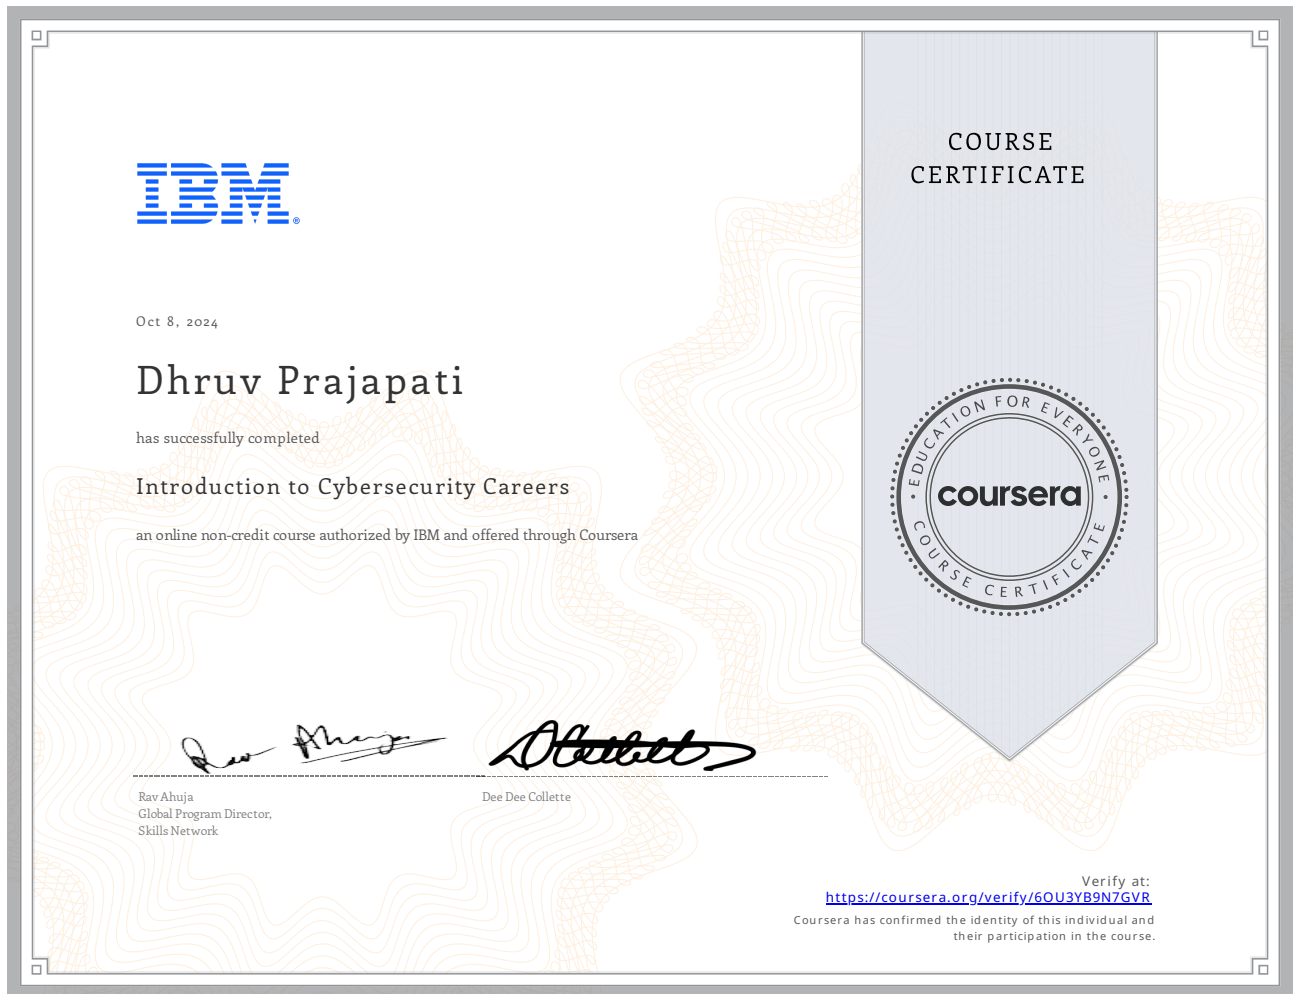 COURSE
CERTIFICATE
IBM®
Oct 8, 2024
Dhruv Prajapati
has successfully completed
Introduction to Cybersecurity Careers
an online non-credit course authorized by IBM and offered through Coursera
EDUCATION FOR EVERYONE
coursera
COURSE CERTIFICATE
Rav Ahuja
Global Program Director,
Skills Network
Dee Dee Collette
Verify at:
https://coursera.org/verify/6OU3YB9N7GVR
Coursera has confirmed the identity of this individual and
their participation in the course.